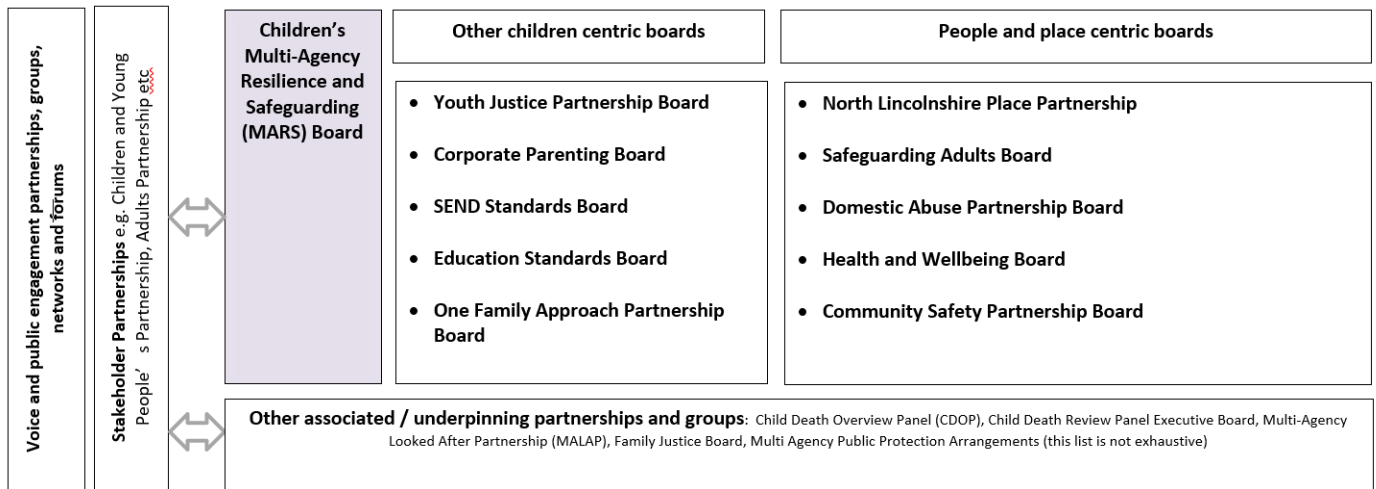 Voice and public engagement partnerships, groups,
networks and forums
Stakeholder Partnerships e.g. Children and Young
People’ s Partnership, Adults Partnership etc
Children’s
Multi-Agency
Resilience and
Safeguarding
(MARS) Board
Other children centric boards
• Youth Justice Partnership Board
• Corporate Parenting Board
• SEND Standards Board
• Education Standards Board
• One Family Approach Partnership
Board
People and place centric boards
• North Lincolnshire Place Partnership
• Safeguarding Adults Board
• Domestic Abuse Partnership Board
• Health and Wellbeing Board
• Community Safety Partnership Board
Other associated / underpinning partnerships and groups: Child Death Overview Panel (CDOP), Child Death Review Panel Executive Board, Multi-Agency
Looked After Partnership (MALAP), Family Justice Board, Multi Agency Public Protection Arrangements (this list is not exhaustive)